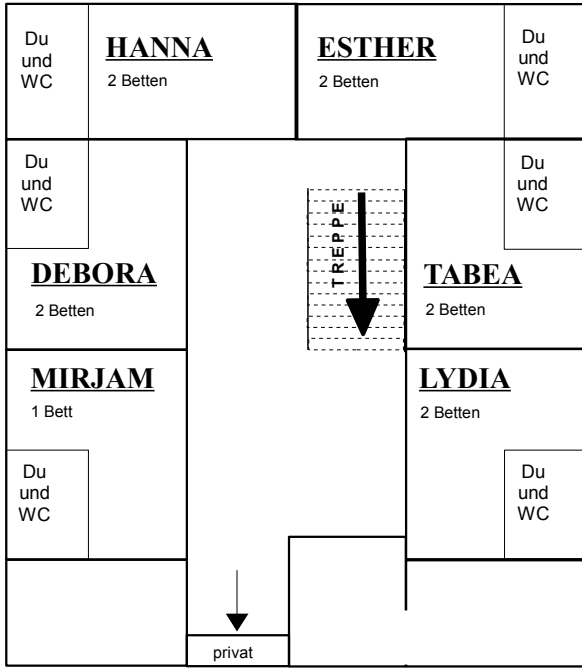 Du
und
WC
HANNA
2 Betten
ESTHER
2 Betten
Du
und
WC
Du
und
WC
DEBORA
2 Betten
TREPPE
Du
und
WC
TABEA
2 Betten
MIRJAM
1 Bett
Du
und
WC
LYDIA
2 Betten
Du
und
WC
privat